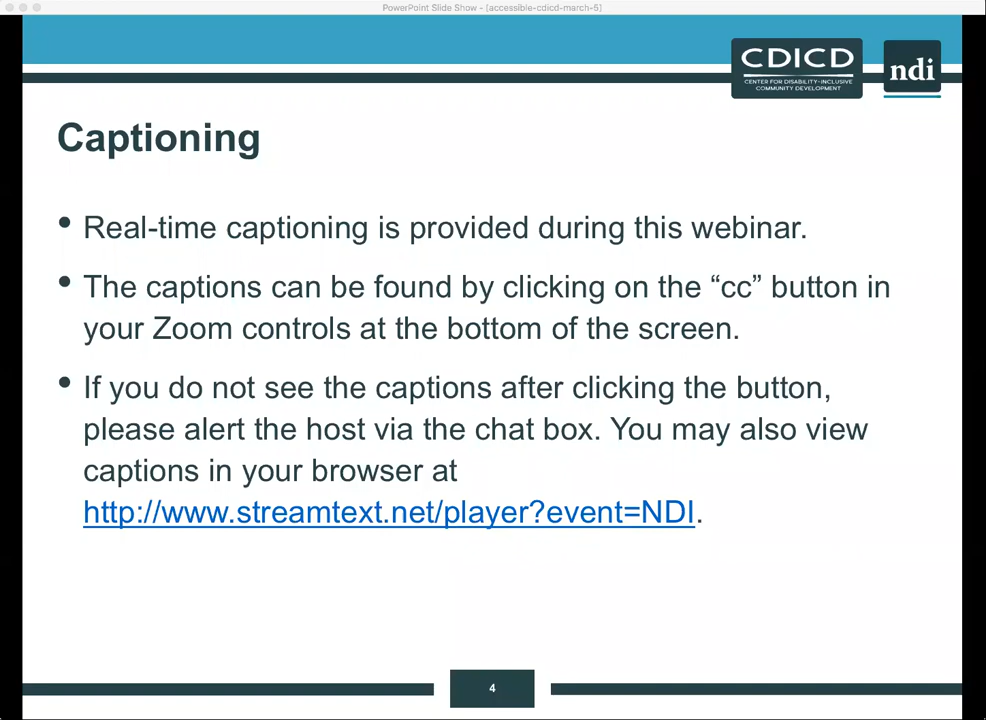 PowerPoint Slide Show - [accessible-cdicd-march-5]
CDICD
CENTER FOR DISABILITY-INCLUSIVE
COMMUNITY DEVELOPMENT
ndi
Captioning
• Real-time captioning is provided during this webinar.
• The captions can be found by clicking on the “cc” button in
your Zoom controls at the bottom of the screen.
• If you do not see the captions after clicking the button,
please alert the host via the chat box. You may also view
captions in your browser at
http://www.streamtext.net/player?event=NDI.
4